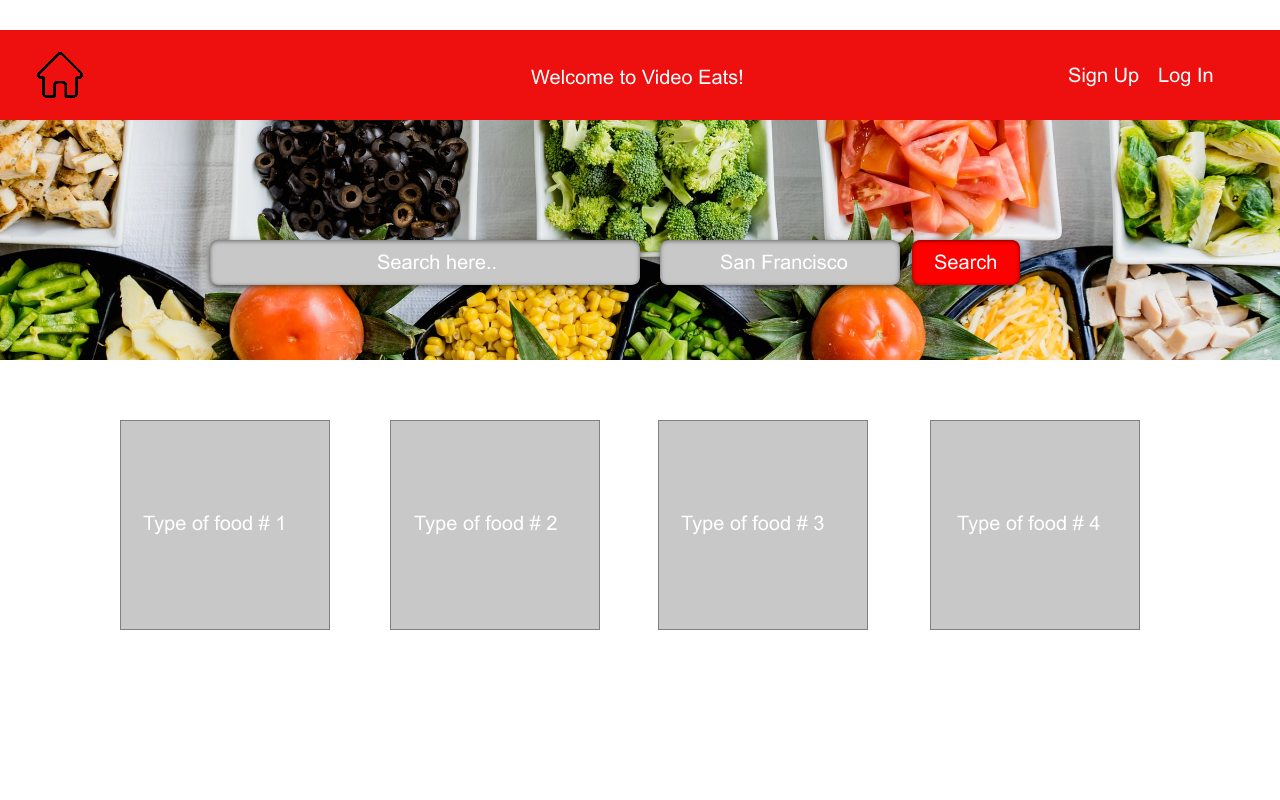 Welcome to Video Eats!
Sign Up Log In
Search here..
San Francisco
Search
Type of food # 1
Type of food # 2
Type of food # 3
Type of food # 4